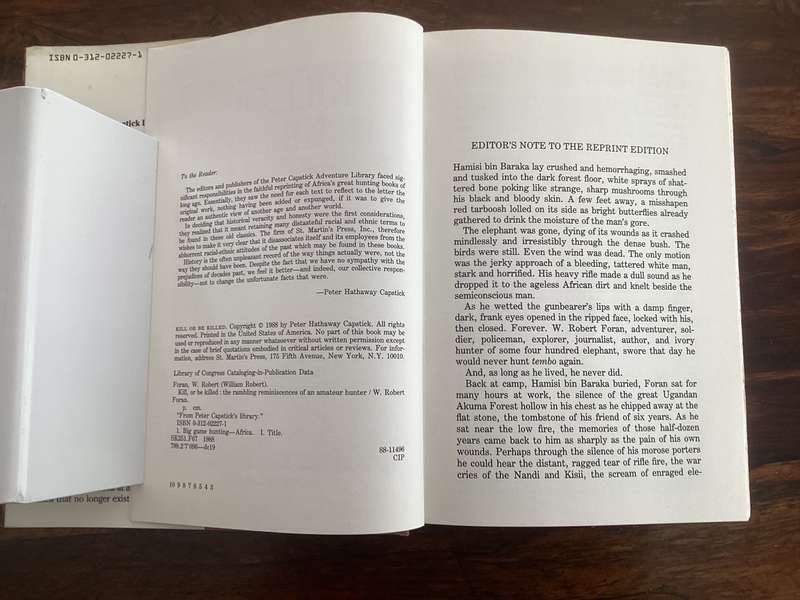 ISBN 0-312-02227-1
To the Reader:
The editors and publishers of the Peter Capstick Adventure Library faced sig-
nificant responsibilities in the faithful reprinting of Africa's great hunting books of
long ago. Essentially, they saw the need for each text to reflect to the letter the
original work, nothing having been added or expunged, if it was to give the
reader an authentic view of another age and another world.
In deciding that historical veracity and honesty were the first considerations,
they realized that it meant retaining many distasteful racial and ethnic terms to
be found in these old classics. The firm of St. Martin's Press, Inc., therefore
wishes to make it very clear that it disassociates itself and its employees from the
abhorrent racial-ethnic attitudes of the past which may be found in these books.
History is the often unpleasant record of the way things actually were, not the
way they should have been. Despite the fact that we have no sympathy with the
prejudices of decades past, we feel it better—and indeed, our collective respon-
sibility—not to change the unfortunate facts that were.
—Peter Hathaway Capstick
KILL OR BE KILLED. Copyright © 1988 by Peter Hathaway Capstick. All rights
reserved. Printed in the United States of America. No part of this book may be
used or reproduced in any manner whatsoever without written permission except
in the case of brief quotations embodied in critical articles or reviews. For infor-
mation, address St. Martin's Press, 175 Fifth Avenue, New York, N.Y. 10010.
Library of Congress Cataloging-in-Publication Data
Foran, W. Robert (William Robert).
Kill, or be killed : the rambling reminiscences of an amateur hunter / W. Robert
Foran.
p. cm.
"From Peter Capstick's library."
ISBN 0-312-02227-1
1. Big game hunting—Africa. I. Title.
SK251.F67 1988
799.2'7'096—dc19
88-11496
CIP
10 9 8 7 6 5 4 3
that no longer exist
EDITOR'S NOTE TO THE REPRINT EDITION
Hamisi bin Baraka lay crushed and hemorrhaging, smashed
and tusked into the dark forest floor, white sprays of shat-
tered bone poking like strange, sharp mushrooms through
his black and bloody skin. A few feet away, a misshapen
red tarboosh lolled on its side as bright butterflies already
gathered to drink the moisture of the man's gore.
The elephant was gone, dying of its wounds as it crashed
mindlessly and irresistibly through the dense bush. The
birds were still. Even the wind was dead. The only motion
was the jerky approach of a bleeding, tattered white man,
stark and horrified. His heavy rifle made a dull sound as he
dropped it to the ageless African dirt and knelt beside the
semiconscious man.
As he wetted the gunbearer's lips with a damp finger,
dark, frank eyes opened in the ripped face, locked with his,
then closed. Forever. W. Robert Foran, adventurer, sol-
dier, policeman, explorer, journalist, author, and ivory
hunter of some four hundred elephant, swore that day he
would never hunt tembo again.
And, as long as he lived, he never did.
Back at camp, Hamisi bin Baraka buried, Foran sat for
many hours at work, the silence of the great Ugandan
Akuma Forest hollow in his chest as he chipped away at the
flat stone, the tombstone of his friend of six years. As he
sat near the low fire, the memories of those half-dozen
years came back to him as sharply as the pain of his own
wounds. Perhaps through the silence of his morose porters
he could hear the distant, ragged tear of rifle fire, the war
cries of the Nandi and Kisii, the scream of enraged ele-